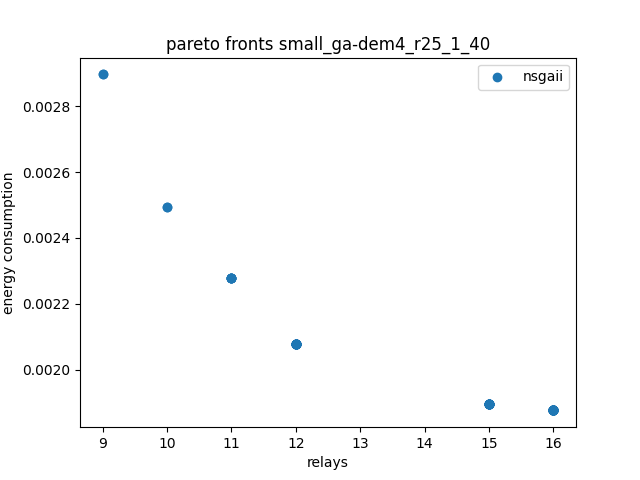 pareto fronts small_ga-dem4_r25_1_40
nsgaii
0.0028
0.0026
0.0024
0.0022
0.0020
energy consumption
9 10 11 12 13 14 15 16
relays